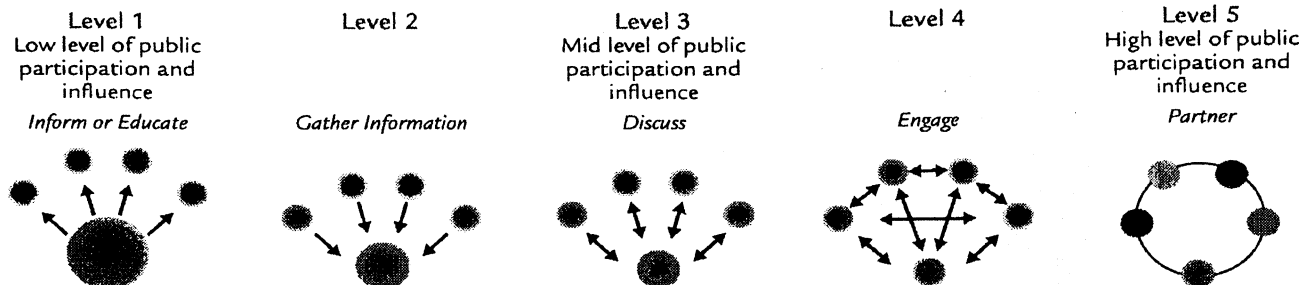 Level 1
Low level of public
participation and
influence
Inform or Educate
Level 2
Gather Information
Level 3
Mid level of public
participation and
influence
Discuss
Level 4
Engage
Level 5
High level of public
participation and
influence
Partner